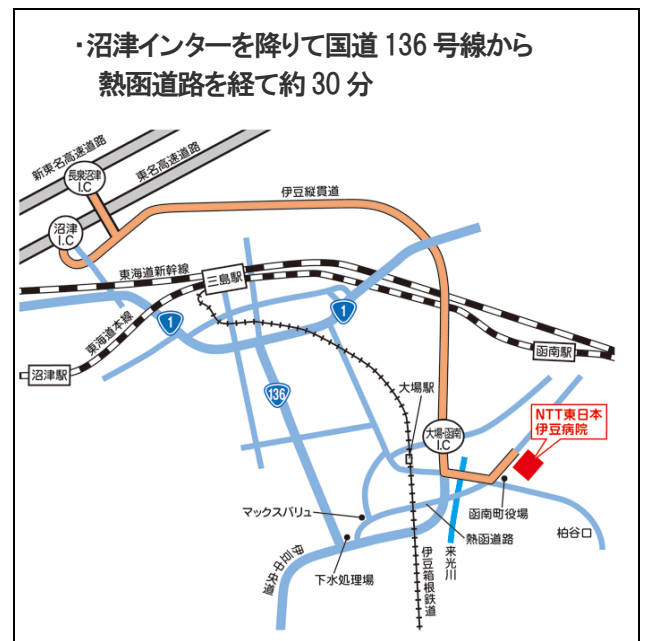 ・沼津インターを降りて国道 136 号線から
熱函道路を経て約 30 分
新東名高速道路
東名高速道路
長泉沼津
I.C
沼津
I.C
伊豆縦貫道
東海道新幹線
三島駅
東海道本線
1
1
函南駅
沼津駅
136
大場駅
NTT東日本
伊豆病院
大場・函南
I.C
マックスバリュ
函南町役場
熱函道路
柏谷口
下水処理場
伊豆中央道
伊豆箱根鉄道
来光川